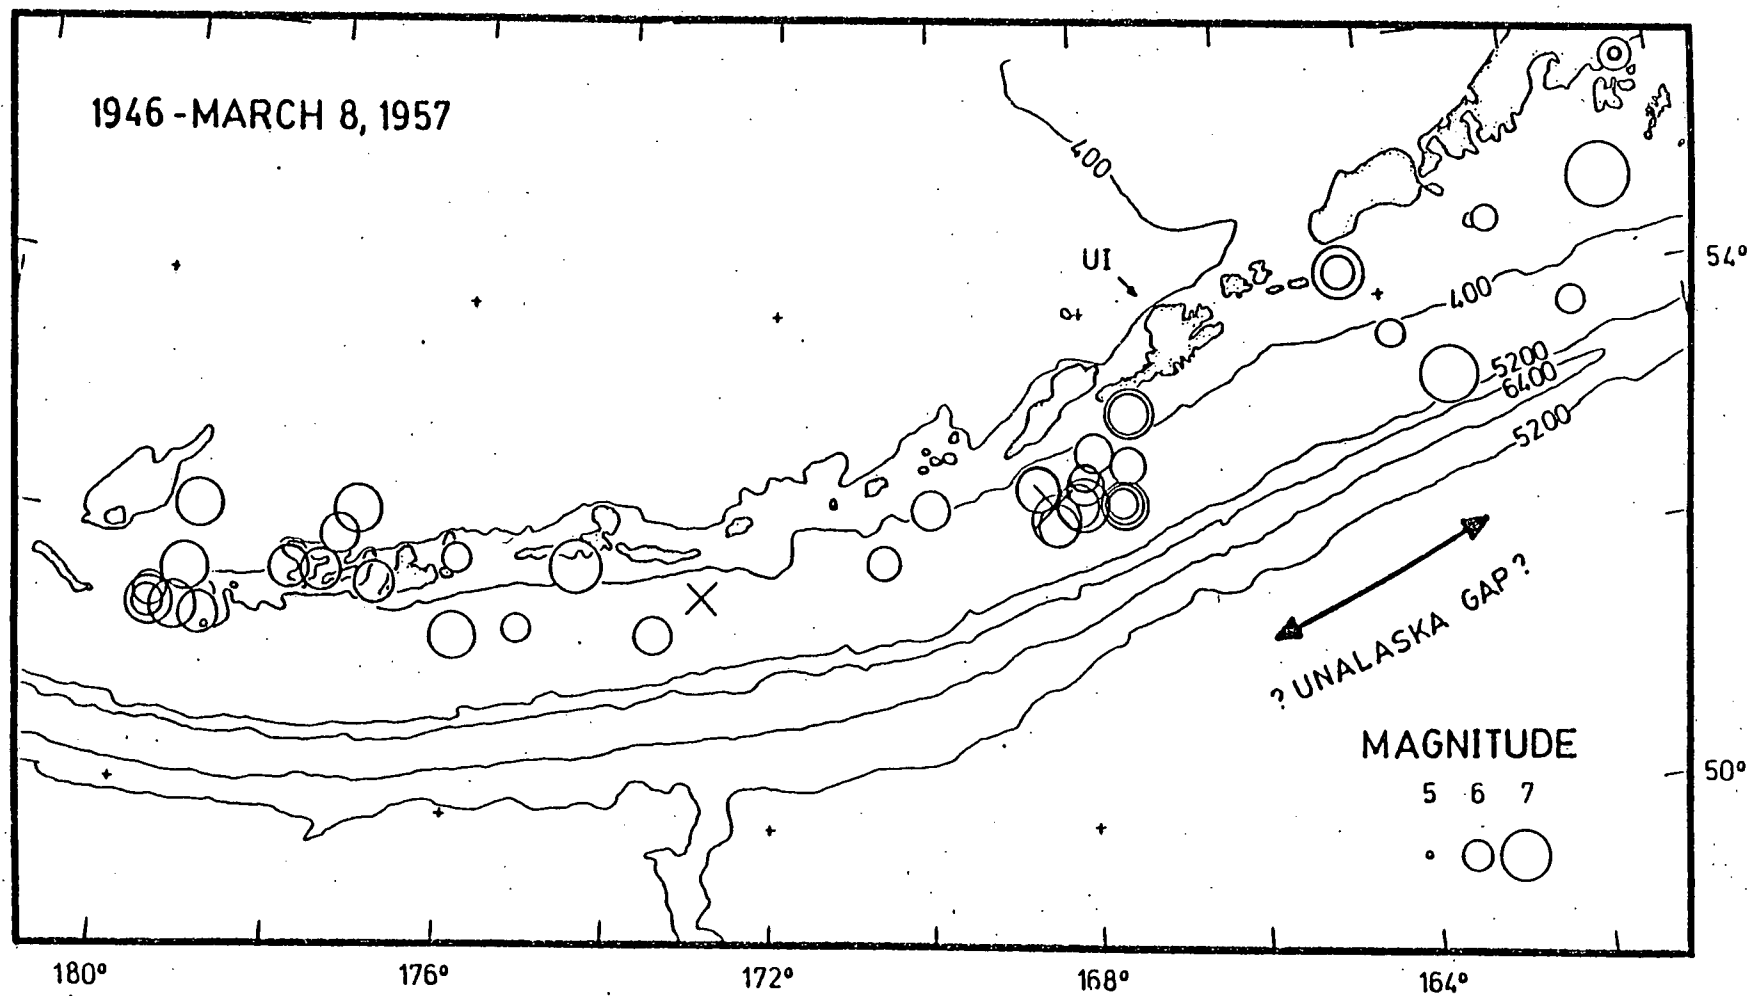 1946-MARCH 8, 1957
400
UI
54°
400
5200
6400
5200
? UNALASKA GAP ?
MAGNITUDE
5 6 7
50°
180° 176° 172° 168° 164°